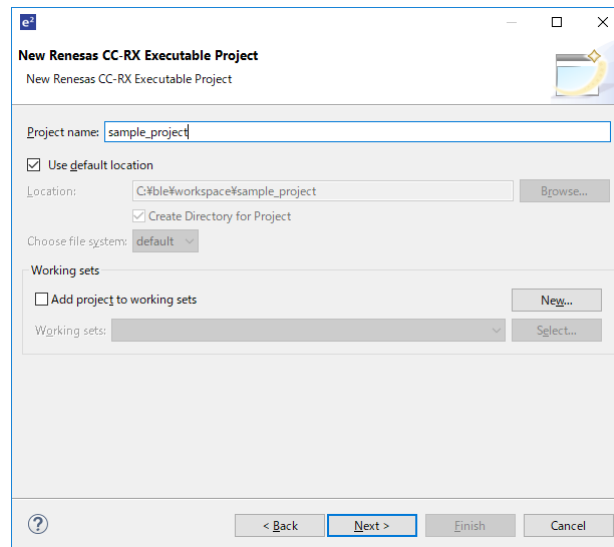 e²
New Renesas CC-RX Executable Project
New Renesas CC-RX Executable Project
Project name: sample_project
Use default location
Location: C:¥ble¥workspace¥sample_project Browse...
Create Directory for Project
Choose file system: default
Working sets
Add project to working sets New...
Working sets: Select...
? < Back Next > Finish Cancel